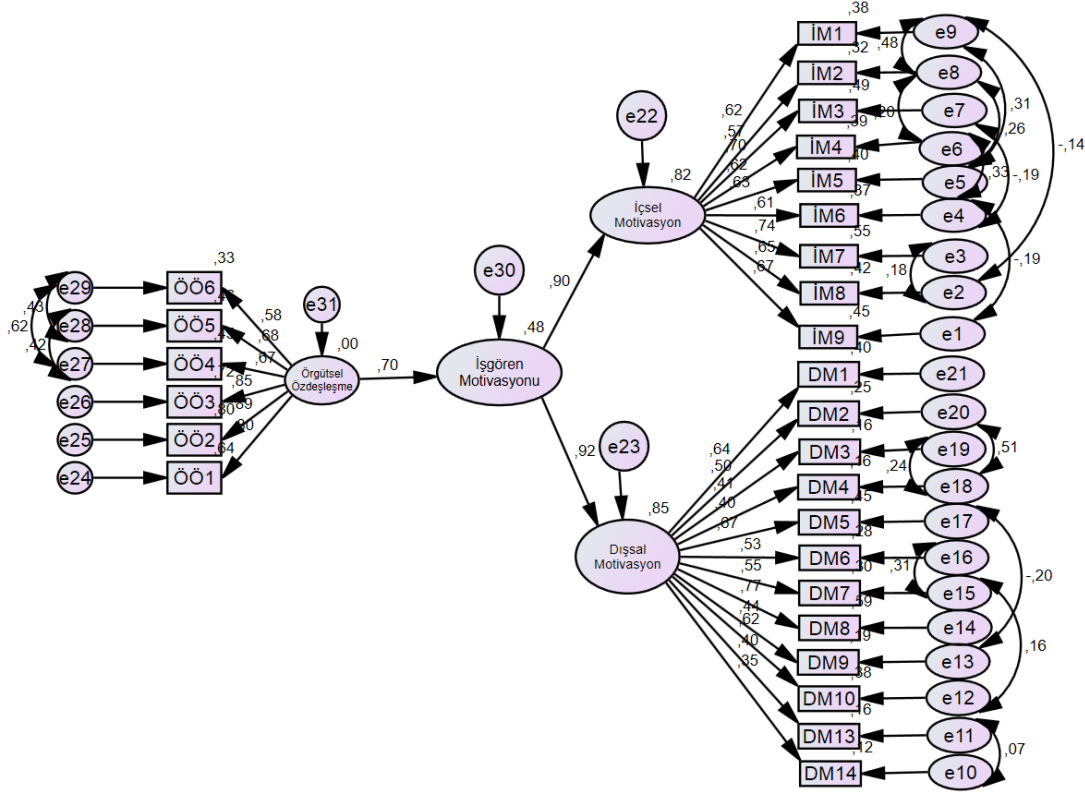 ,38
İM1
e9
,32
,48
İM2
e8
,49
İM3
e7
,20
,39
İM4
e6
,40
İM5
e5
,37
İM6
e4
,55
İM7
e3
,42
,18
İM8
e2
,45
İM9
e1
,31
,26
-,14
,33
-,19
-,19
e22
,62
,57
,70
,62
,63
,61
,74
,65
,67
,82
İçsel
Motivasyon
,90
e30
,48
İşgören
Motivasyonu
,92
,33
e29
ÖÖ6
,43
,62
e28
ÖÖ5
,42
e27
ÖÖ4
e26
ÖÖ3
,80
e25
ÖÖ2
,64
e24
ÖÖ1
e31
,00
,58
,68
,67
,85
Örgütsel
Özdeşleşme
,70
e23
,85
Dışsal
Motivasyon
,64
,50
,41
,40
,67
,53
,55
,77
,44
,62
,40
,35
,40
DM1
e21
,25
DM2
e20
,16
DM3
e19
,51
,16
,24
DM4
e18
,45
DM5
e17
,28
DM6
e16
,30
,31
DM7
e15
-,20
,59
DM8
e14
,19
DM9
e13
,16
,38
DM10
e12
,16
DM13
e11
,12
,07
DM14
e10